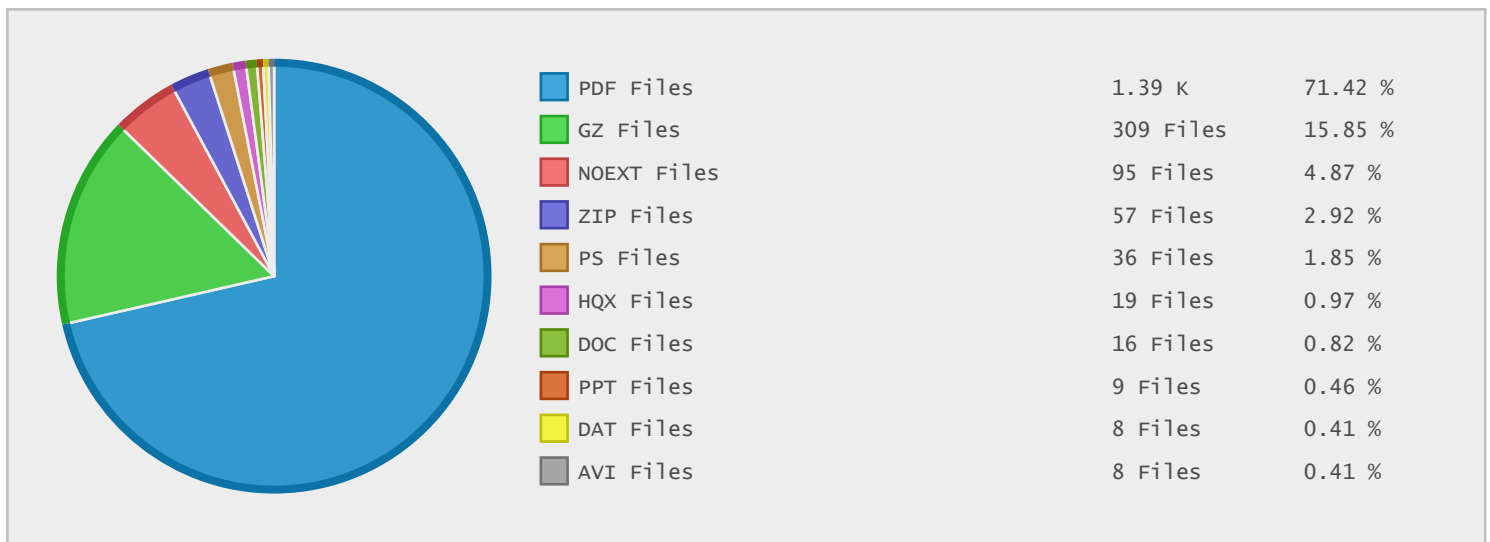 PDF Files 1.39 K 71.42 %
GZ Files 309 Files 15.85 %
NOEXT Files 95 Files 4.87 %
ZIP Files 57 Files 2.92 %
PS Files 36 Files 1.85 %
HQX Files 19 Files 0.97 %
DOC Files 16 Files 0.82 %
PPT Files 9 Files 0.46 %
DAT Files 8 Files 0.41 %
AVI Files 8 Files 0.41 %